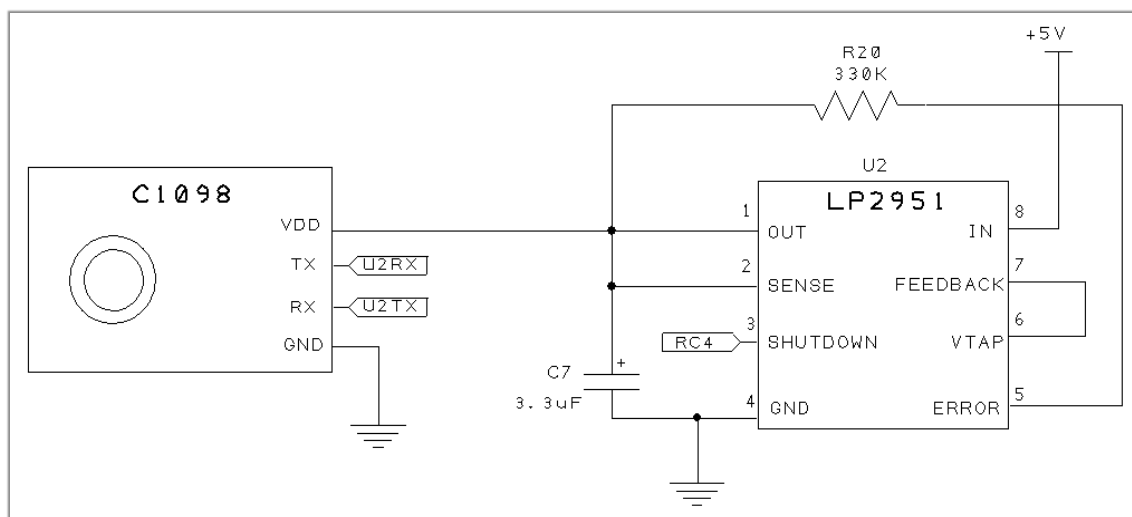 +5V
R20
330K
U2
C1098
LP2951
VDD
TX
U2RX
RX
U2TX
GND
1
OUT
2
SENSE
3
RC4
SHUTDOWN
4
GND
8
IN
7
FEEDBACK
6
VTAP
5
ERROR
C7
+
3.3uF